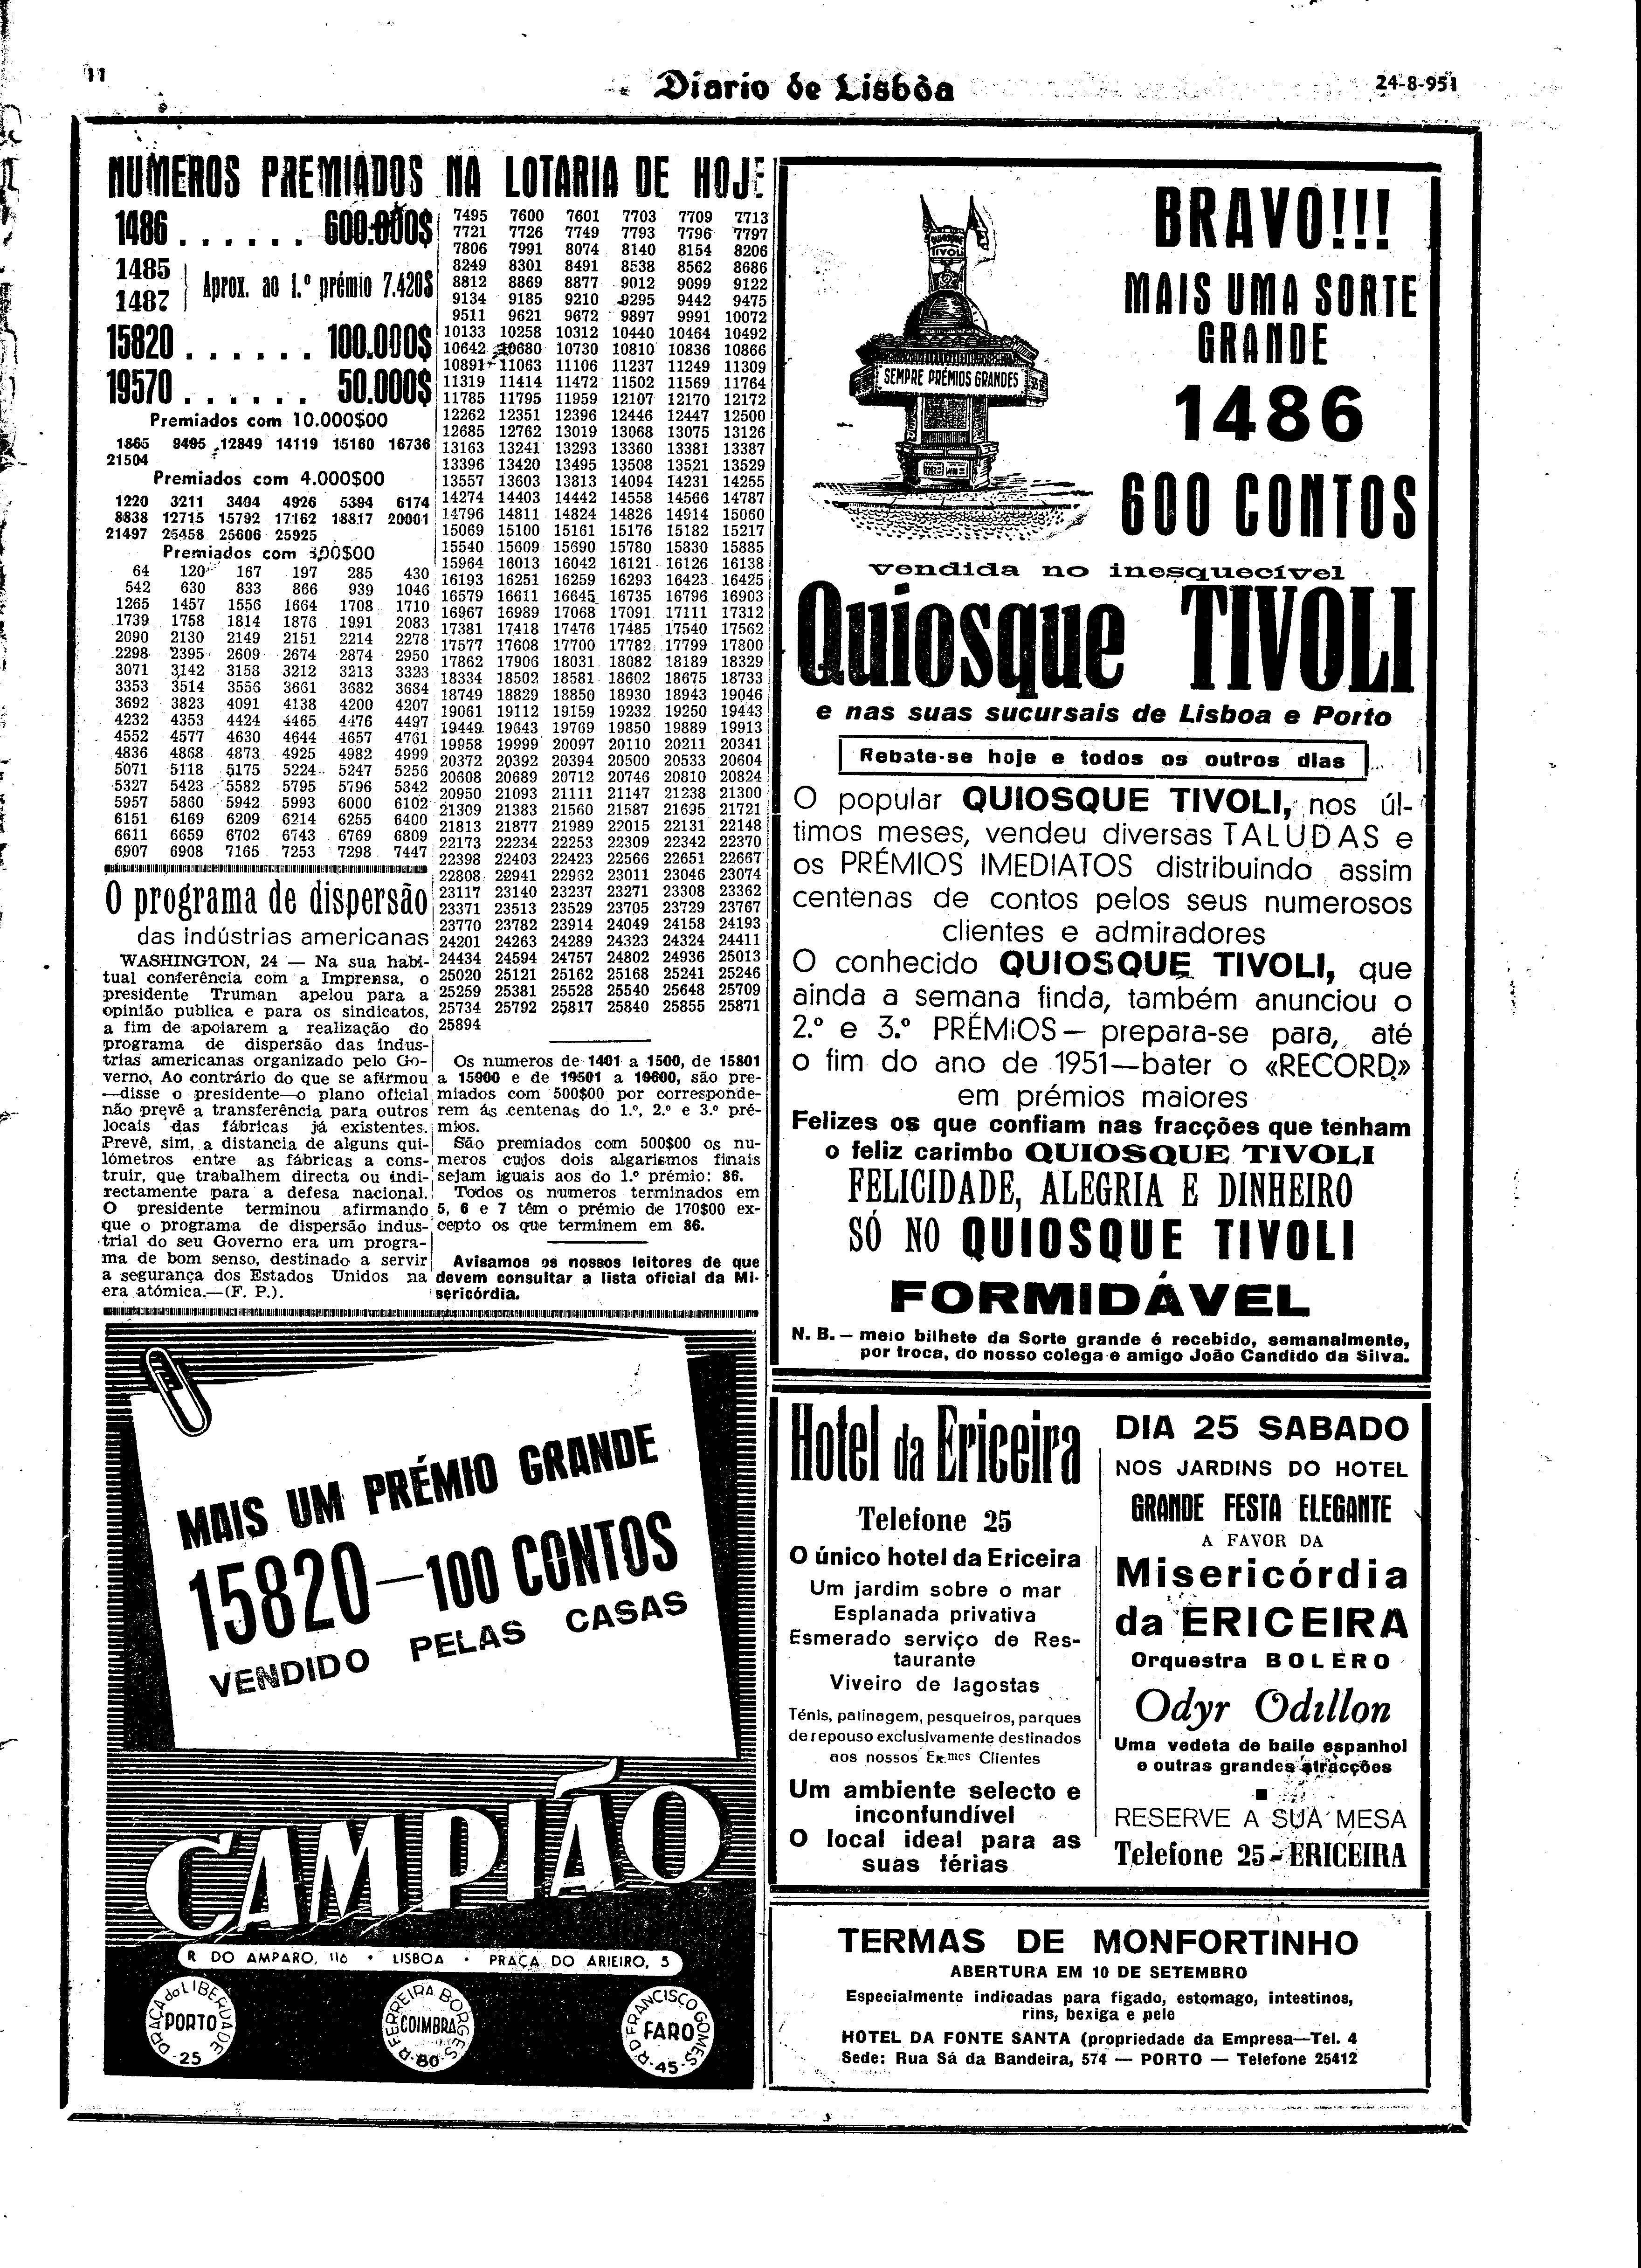 11
Diario de Lisbôa
24-8-951
NUMEROS PREMIADOS NA LOTARIA DE HOJE
1486 . . . . . . 600.000$
1485
1487
Aprox. ao 1.º prémio 7.420$
15820 . . . . . . 100.000$
19570 . . . . . . 50.000$
Premiados com 10.000$00
1865 9495 12849 14119 15160 16736
21504
Premiados com 4.000$00
1220 3211 3494 4926 5394 6174
8838 12715 15792 17162 18817 20001
21497 25458 25606 25925
Premiados com 3,00$00
64 120 167 197 285 430
542 630 833 866 939 1046
1265 1457 1556 1664 1708 1710
1739 1758 1814 1876 1991 2083
2090 2130 2149 2151 2214 2278
2298 2395 2609 2674 2874 2950
3071 3142 3158 3212 3213 3323
3353 3514 3556 3661 3682 3684
3692 3823 4091 4138 4200 4207
4232 4353 4424 4465 4476 4497
4552 4577 4630 4644 4657 4761
4836 4868 4873 4925 4982 4999
5071 5118 5175 5224 5247 5256
5327 5423 5582 5795 5796 5342
5957 5860 5942 5993 6000 6102
6151 6169 6209 6214 6255 6400
6611 6659 6702 6743 6769 6809
6907 6908 7165 7253 7298 7447
7495 7600 7601 7703 7709 7713
7721 7726 7749 7793 7796 7797
7806 7991 8074 8140 8154 8206
8249 8301 8491 8538 8562 8686
8812 8869 8877 9012 9099 9122
9134 9185 9210 9295 9442 9475
9511 9621 9672 9897 9991 10072
10133 10258 10312 10440 10464 10492
10642 10680 10730 10810 10836 10866
10891 11063 11106 11237 11249 11309
11319 11414 11472 11502 11569 11764
11785 11795 11959 12107 12170 12172
12262 12351 12396 12446 12447 12500
12685 12762 13019 13068 13075 13126
13163 13241 13293 13360 13381 13387
13396 13420 13495 13508 13521 13529
13557 13603 13813 14094 14231 14255
14274 14403 14442 14558 14566 14787
14796 14811 14824 14826 14914 15060
15069 15100 15161 15176 15182 15217
15540 15609 15690 15780 15830 15885
15964 16013 16042 16121 16126 16138
16193 16251 16259 16293 16423 16425
16579 16611 16645 16735 16796 16903
16967 16989 17068 17091 17111 17312
17381 17418 17476 17485 17540 17562
17577 17608 17700 17782 17799 17800
17862 17906 18031 18082 18189 18329
18334 18502 18581 18602 18675 18733
18749 18829 18850 18930 18943 19046
19061 19112 19159 19232 19250 19443
19449 19643 19769 19850 19889 19913
19958 19999 20097 20110 20211 20341
20372 20392 20394 20500 20533 20604
20608 20689 20712 20746 20810 20824
20950 21093 21111 21147 21238 21300
21309 21383 21560 21587 21695 21721
21813 21877 21989 22015 22131 22148
22173 22234 22253 22309 22342 22370
22398 22403 22423 22566 22651 22667
22808 22941 22962 23011 23046 23074
23117 23140 23237 23271 23308 23362
23371 23513 23529 23705 23729 23767
23770 23782 23914 24049 24158 24193
24201 24263 24289 24323 24324 24411
24434 24594 24757 24802 24936 25013
25020 25121 25162 25168 25241 25246
25259 25381 25528 25540 25648 25709
25734 25792 25817 25840 25855 25871
25894
Os numeros de 1401 a 1500, de 15801
a 15900 e de 19501 a 19600, são pre-
miados com 500$00 por corresponde-
rem ás centenas do 1.º, 2.º e 3.º pré-
mios.
São premiados com 500$00 os nu-
meros cujos dois algarismos finais
sejam iguais aos do 1.º prémio: 86.
Todos os numeros terminados em
5, 6 e 7 têm o prémio de 170$00 ex-
cepto os que terminem em 86.
Avisamos os nossos leitores de que
devem consultar a lista oficial da Mi-
sericórdia.
O programa de dispersão
das indústrias americanas
WASHINGTON, 24 — Na sua habi-
tual conferência com a Imprensa, o
presidente Truman apelou para a
opinião publica e para os sindicatos,
a fim de apoiarem a realização do
programa de dispersão das indus-
trias americanas organizado pelo Go-
verno. Ao contrário do que se afirmou
—disse o presidente—o plano oficial
não prevê a transferência para outros
locais das fábricas já existentes.
Prevê, sim, a distancia de alguns qui-
lómetros entre as fábricas a cons-
truir, que trabalhem directa ou indi-
rectamente para a defesa nacional.
O presidente terminou afirmando
que o programa de dispersão indus-
trial do seu Governo era um progra-
ma de bom senso, destinado a servir
a segurança dos Estados Unidos na
era atómica.—(F. P.).
MAIS UM PRÉMIO GRANDE
15820—100 CONTOS
VENDIDO PELAS CASAS
CAMPIÃO
R DO AMPARO, 116 • LISBOA • PRAÇA DO ARIEIRO, 5
PRAÇA do LIBERDADE
PORTO
25
R. FERREIRA BORGES
COIMBRA
80
R. D. FRANCISCO GOMES
FARO
45
QUIOSQUE
TIVOLI
SEMPRE PRÉMIOS GRANDES
BRAVO!!!
MAIS UMA SORTE
GRANDE
1486
600 CONTOS
vendida no inesquecível
Quiosque TIVOLI
e nas suas sucursais de Lisboa e Porto
Rebate-se hoje e todos os outros dias
O popular QUIOSQUE TIVOLI, nos úl-
timos meses, vendeu diversas TALUDAS e
os PRÉMIOS IMEDIATOS distribuindo assim
centenas de contos pelos seus numerosos
clientes e admiradores
O conhecido QUIOSQUE TIVOLI, que
ainda a semana finda, também anunciou o
2.º e 3.º PRÉMIOS— prepara-se para, até
o fim do ano de 1951—bater o «RECORD»
em prémios maiores
Felizes os que confiam nas fracções que tenham
o feliz carimbo QUIOSQUE TIVOLI
FELICIDADE, ALEGRIA E DINHEIRO
SÓ NO QUIOSQUE TIVOLI
FORMIDÁVEL
N. B.— meio bilhete da Sorte grande é recebido, semanalmente,
por troca, do nosso colega e amigo João Candido da Silva.
Hotel da Ericeira
Telefone 25
O único hotel da Ericeira
Um jardim sobre o mar
Esplanada privativa
Esmerado serviço de Res-
taurante
Viveiro de lagostas
Ténis, patinagem, pesqueiros, parques
de repouso exclusivamente destinados
aos nossos Ex.mos Clientes
Um ambiente selecto e
inconfundível
O local ideal para as
suas férias
DIA 25 SABADO
NOS JARDINS DO HOTEL
GRANDE FESTA ELEGANTE
A FAVOR DA
Misericórdia
da ERICEIRA
Orquestra BOLERO
Odyr Odillon
Uma vedeta de baile espanhol
e outras grandes atracções
RESERVE A SUA MESA
Telefone 25-ERICEIRA
TERMAS DE MONFORTINHO
ABERTURA EM 10 DE SETEMBRO
Especialmente indicadas para figado, estomago, intestinos,
rins, bexiga e pele
HOTEL DA FONTE SANTA (propriedade da Empresa—Tel. 4
Sede: Rua Sá da Bandeira, 574 — PORTO — Telefone 25412